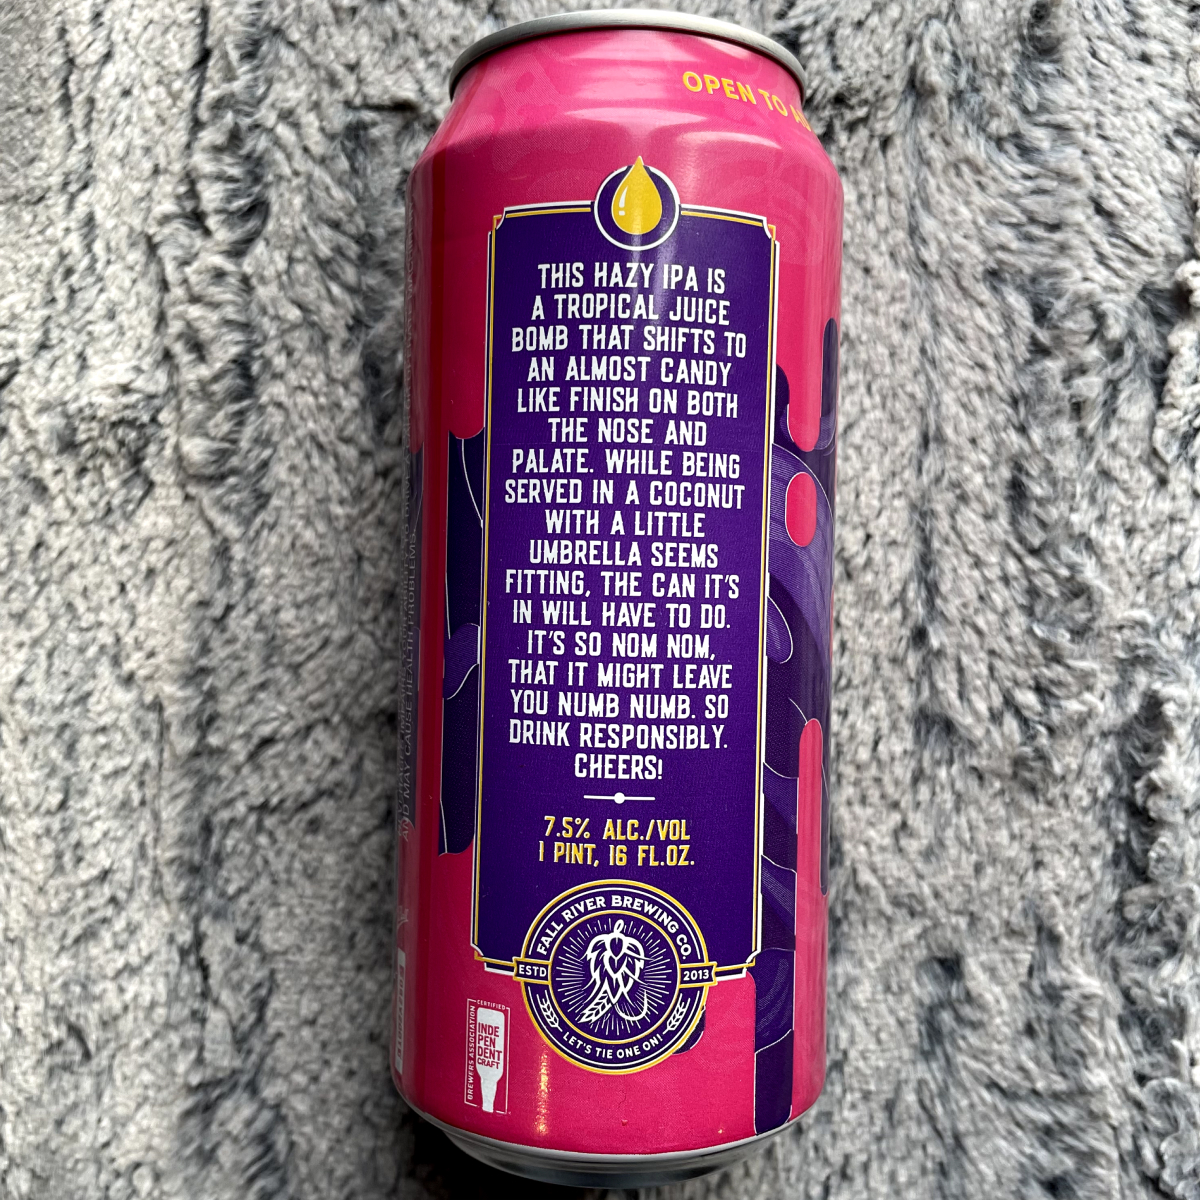 OPEN TO
THIS HAZY IPA IS
A TROPICAL JUICE
BOMB THAT SHIFTS TO
AN ALMOST CANDY
LIKE FINISH ON BOTH
THE NOSE AND
PALATE. WHILE BEING
SERVED IN A COCONUT
WITH A LITTLE
UMBRELLA SEEMS
FITTING, THE CAN IT'S
IN WILL HAVE TO DO.
IT'S SO NOM NOM,
THAT IT MIGHT LEAVE
YOU NUMB NUMB. SO
DRINK RESPONSIBLY.
CHEERS!
7.5% ALC./VOL
1 PINT, 16 FL.OZ.
FALL RIVER BREWING CO.
ESTD 2013
LET'S TIE ONE ON!
CERTIFIED
BREWERS ASSOCIATION
INDE
PEN
DENT
CRAFT
AND MAY CAUSE HEALTH PROBLEMS.